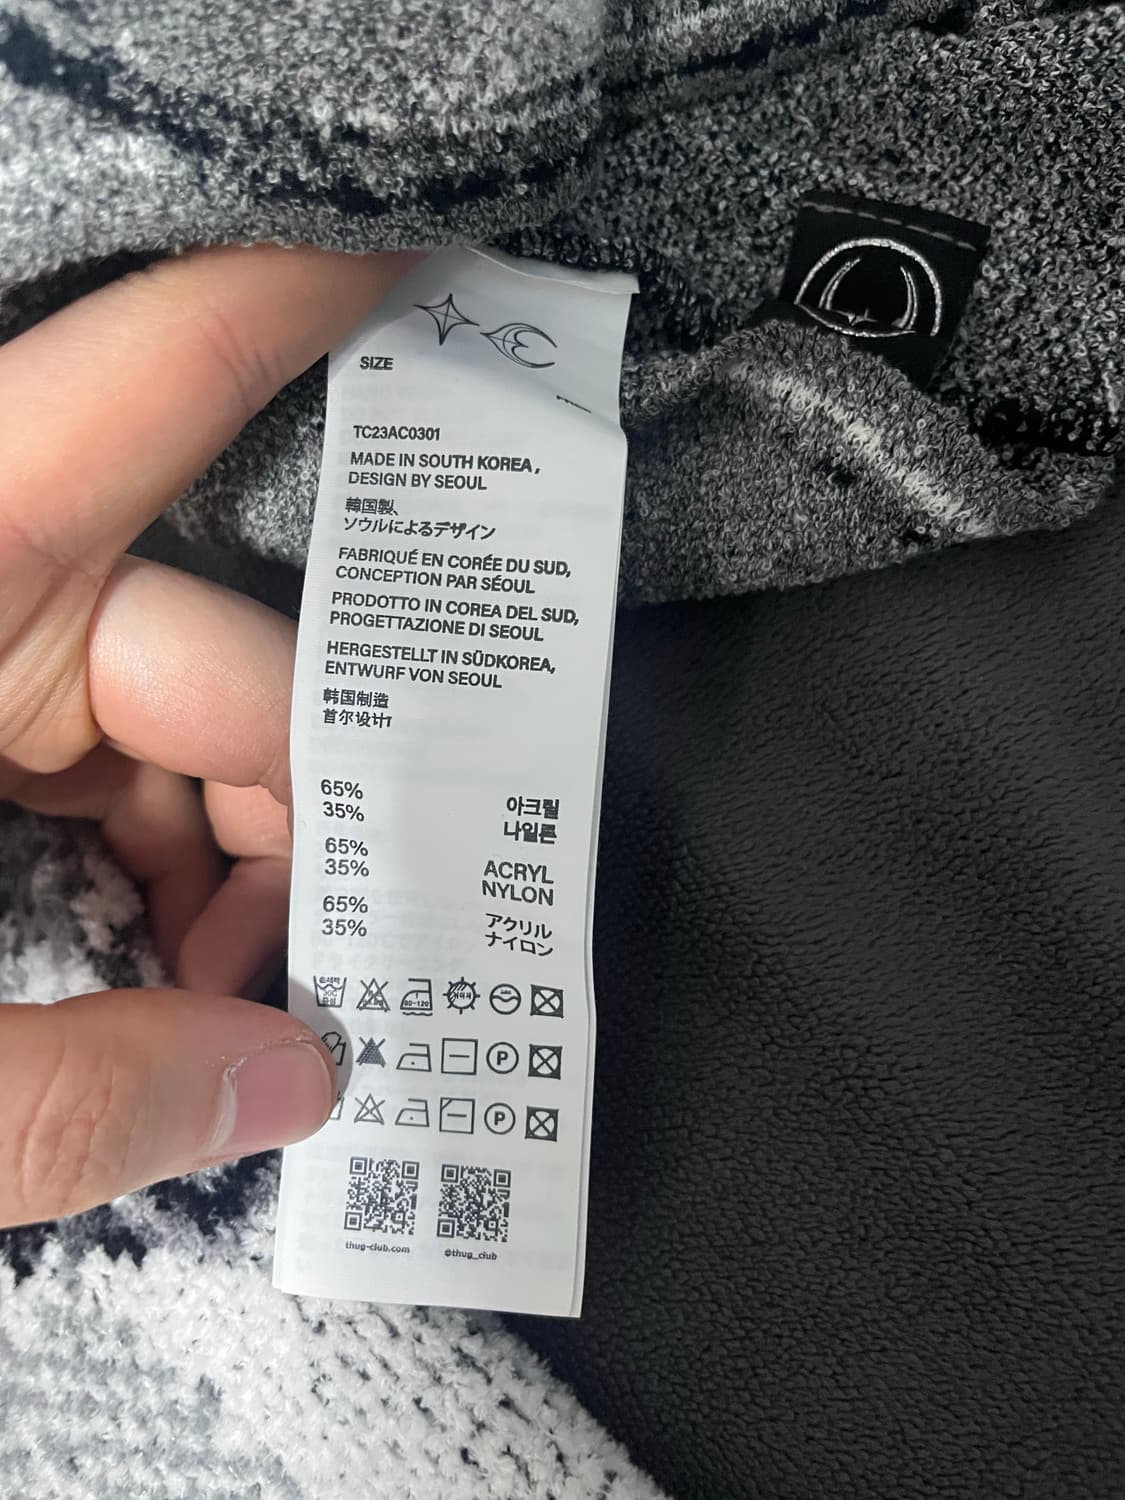 SIZE
TC23AC0301
MADE IN SOUTH KOREA,
DESIGN BY SEOUL
韓国製、
ソウルによるデザイン
FABRIQUÉ EN CORÉE DU SUD,
CONCEPTION PAR SÉOUL
PRODOTTO IN COREA DEL SUD,
PROGETTAZIONE DI SEOUL
HERGESTELLT IN SÜDKOREA,
ENTWURF VON SEOUL
韩国制造
首尔设计
65% 아크릴
35% 나일론
65% ACRYL
35% NYLON
65% アクリル
35% ナイロン
80~120
P
P
thug-club.com @thug_club